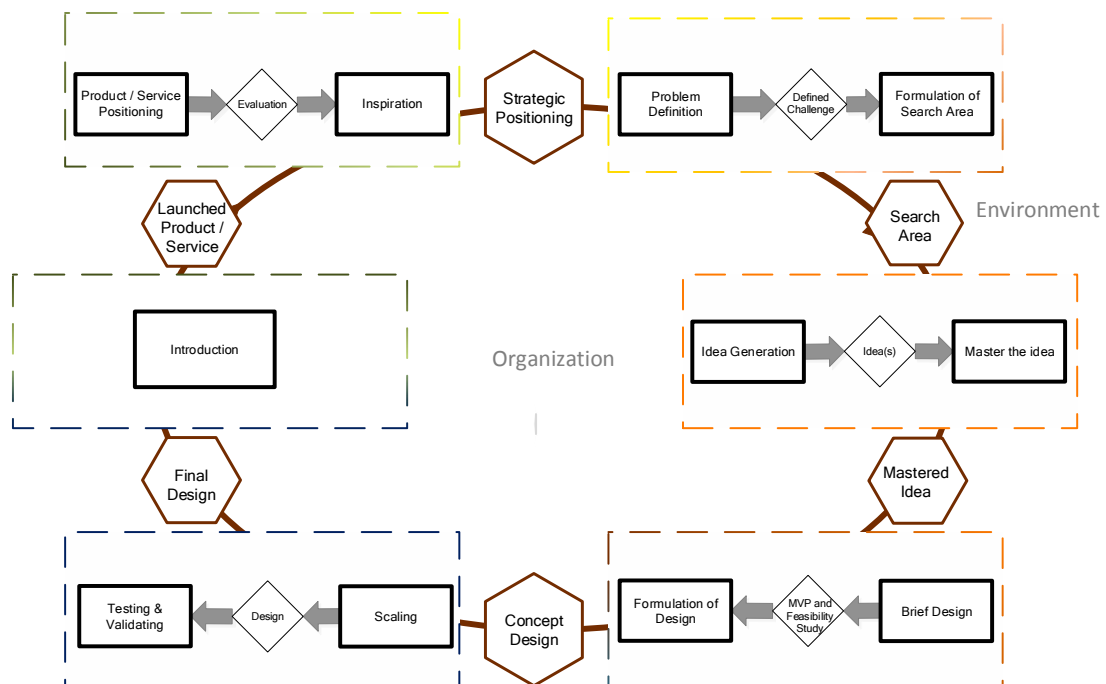 Product / Service
Positioning
Evaluation
Inspiration
Strategic
Positioning
Problem
Definition
Defined
Challenge
Formulation of
Search Area
Launched
Product /
Service
Search
Area
Environment
Introduction
Organization
Idea Generation
Idea(s)
Master the idea
Final
Design
Mastered
Idea
Testing &
Validating
Design
Scaling
Concept
Design
Formulation of
Design
MVP and
Feasibility
Study
Brief Design